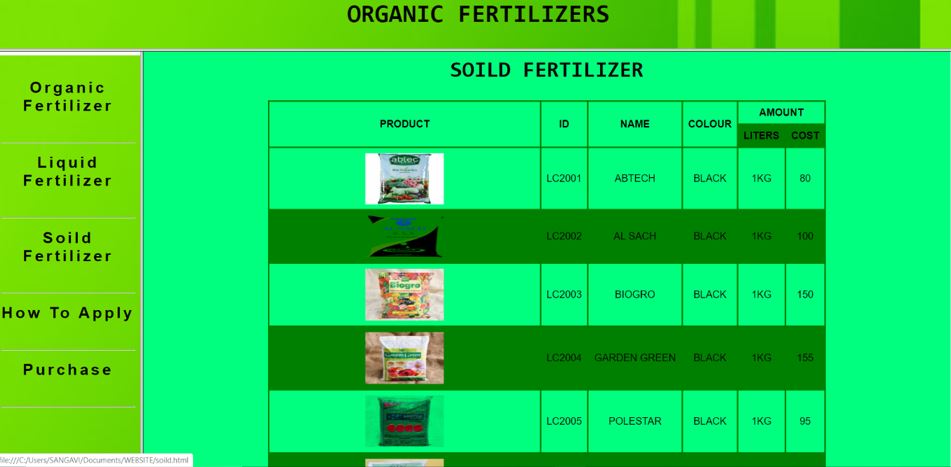 ORGANIC FERTILIZERS
Organic
Fertilizer
Liquid
Fertilizer
Soild
Fertilizer
How To Apply
Purchase
SOILD FERTILIZER
PRODUCT ID NAME COLOUR AMOUNT
LITERS COST
abtec
LC2001 ABTECH BLACK 1KG 80
LC2002 AL SACH BLACK 1KG 100
Biogro
LC2003 BIOGRO BLACK 1KG 150
LC2004 GARDEN GREEN BLACK 1KG 155
LC2005 POLESTAR BLACK 1KG 95
file:///C:/Users/SANGAVI/Documents/WEBSITE/soild.html